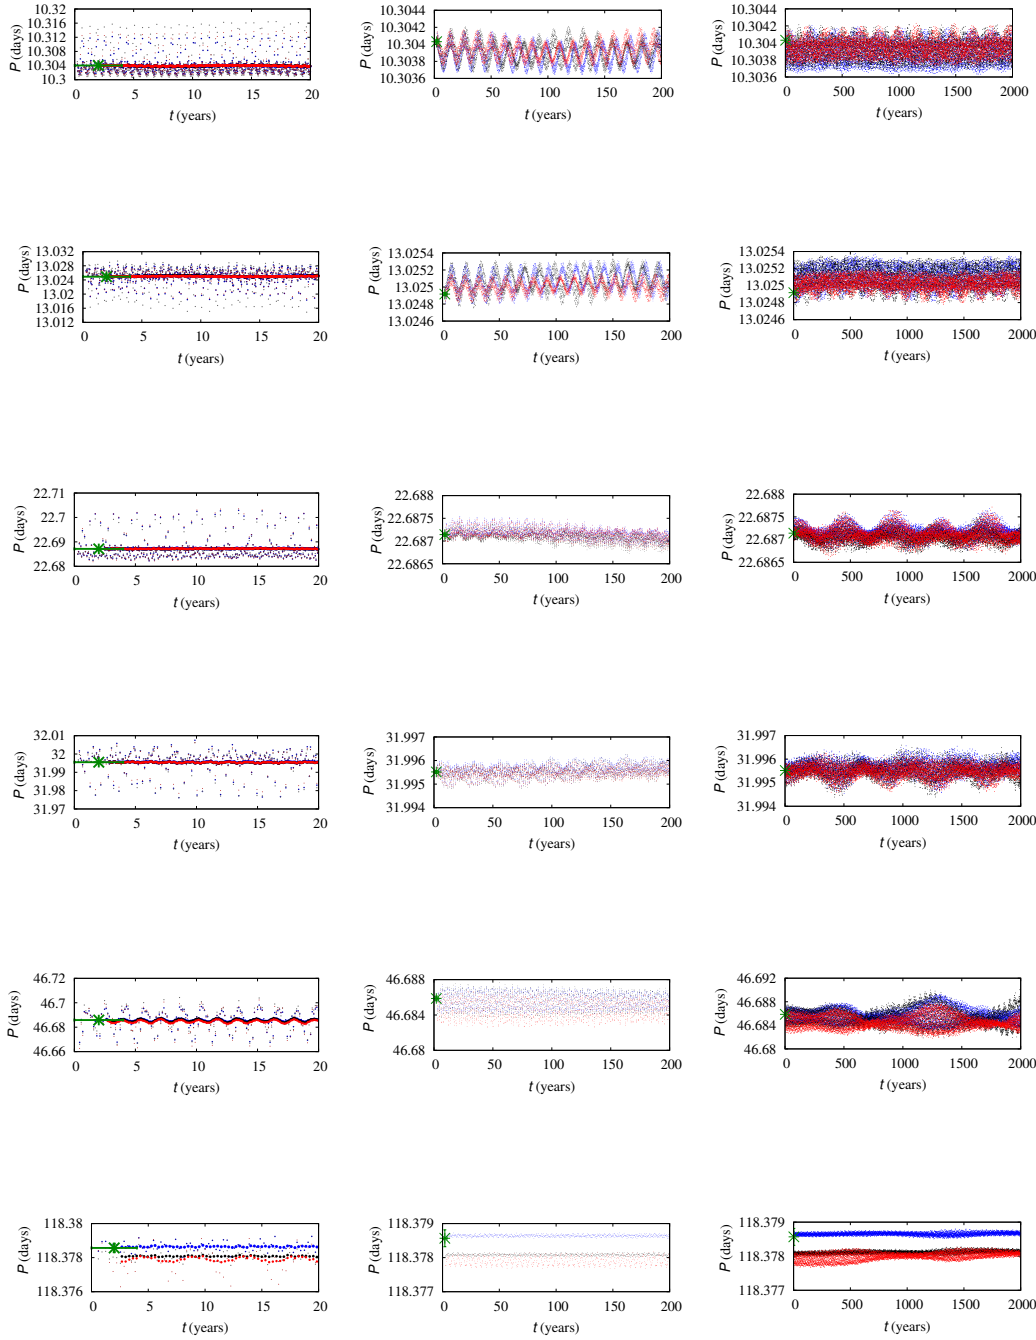 10.32 10.316 10.312 10.308 10.304 10.3
P (days)
0 5 10 15 20
t (years)
10.3044 10.3042 10.304 10.3038 10.3036
P (days)
0 50 100 150 200
t (years)
10.3044 10.3042 10.304 10.3038 10.3036
P (days)
0 500 1000 1500 2000
t (years)
13.032 13.028 13.024 13.02 13.016 13.012
P (days)
0 5 10 15 20
t (years)
13.0254 13.0252 13.025 13.0248 13.0246
P (days)
0 50 100 150 200
t (years)
13.0254 13.0252 13.025 13.0248 13.0246
P (days)
0 500 1000 1500 2000
t (years)
22.71 22.7 22.69 22.68
P (days)
0 5 10 15 20
t (years)
22.688 22.6875 22.687 22.6865
P (days)
0 50 100 150 200
t (years)
22.688 22.6875 22.687 22.6865
P (days)
0 500 1000 1500 2000
t (years)
32.01 32 31.99 31.98 31.97
P (days)
0 5 10 15 20
t (years)
31.997 31.996 31.995 31.994
P (days)
0 50 100 150 200
t (years)
31.997 31.996 31.995 31.994
P (days)
0 500 1000 1500 2000
t (years)
46.72 46.7 46.68 46.66
P (days)
0 5 10 15 20
t (years)
46.688 46.684 46.68
P (days)
0 50 100 150 200
t (years)
46.692 46.688 46.684 46.68
P (days)
0 500 1000 1500 2000
t (years)
118.38 118.378 118.376
P (days)
0 5 10 15 20
t (years)
118.379 118.378 118.377
P (days)
0 50 100 150 200
t (years)
118.379 118.378 118.377
P (days)
0 500 1000 1500 2000
t (years)